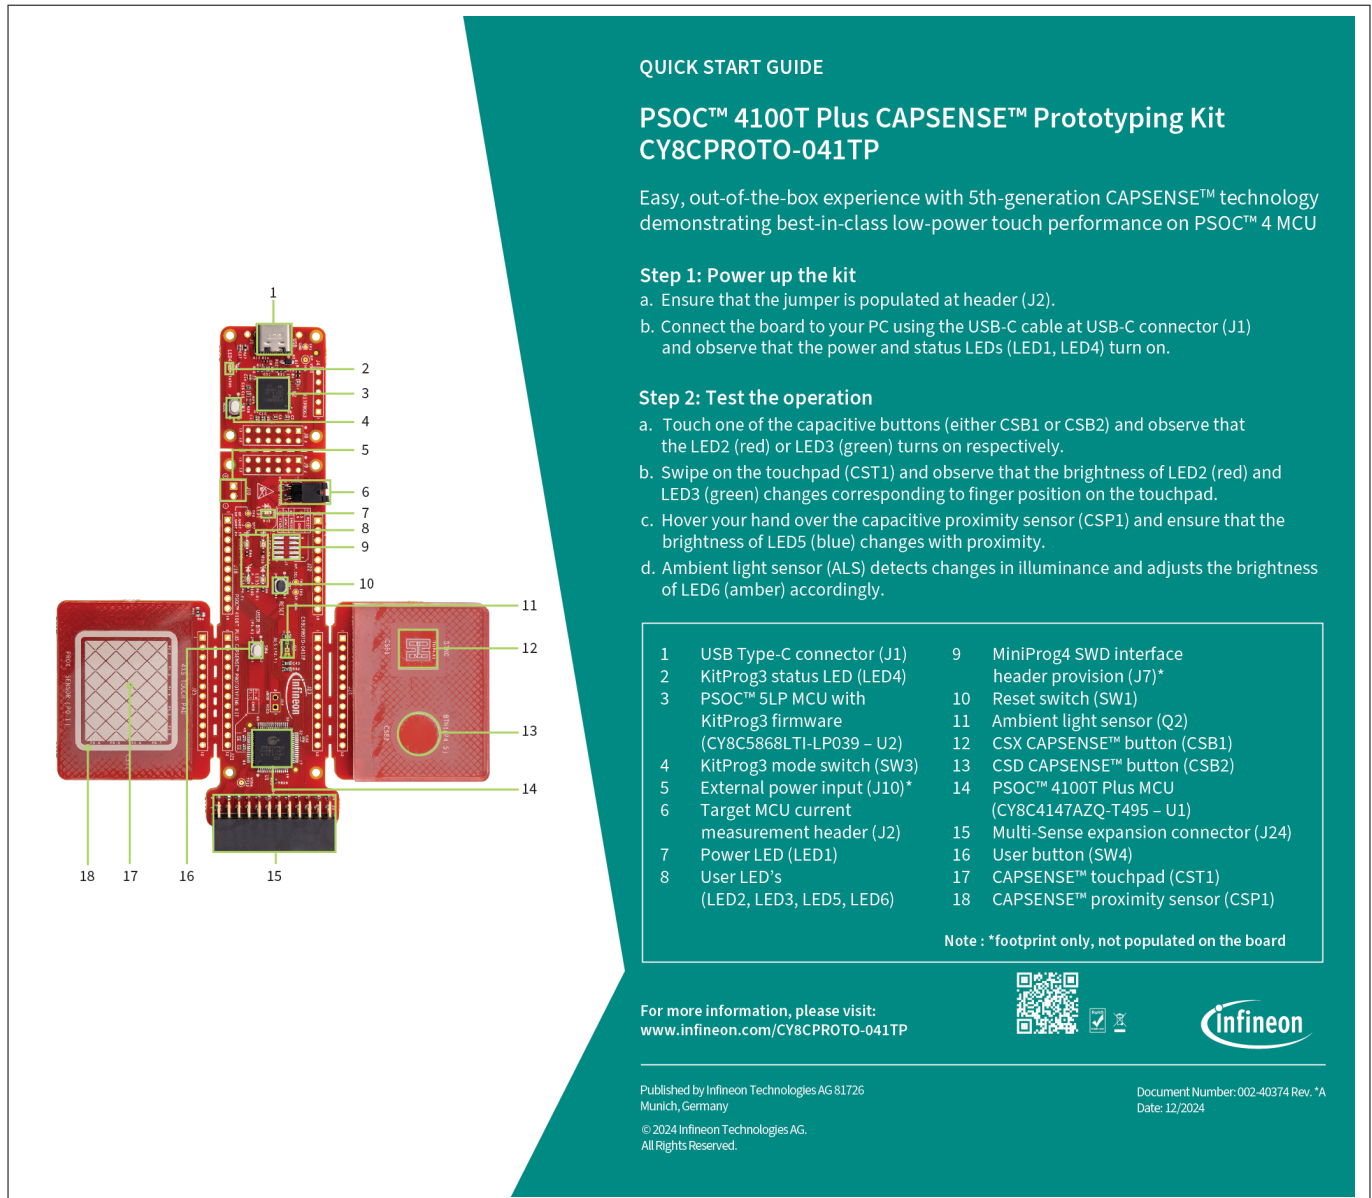 QUICK START GUIDE
PSOC™ 4100T Plus CAPSENSE™ Prototyping Kit
CY8CPROTO-041TP
Easy, out-of-the-box experience with 5th-generation CAPSENSE™ technology
demonstrating best-in-class low-power touch performance on PSOC™ 4 MCU
Step 1: Power up the kit
a. Ensure that the jumper is populated at header (J2).
b. Connect the board to your PC using the USB-C cable at USB-C connector (J1)
and observe that the power and status LEDs (LED1, LED4) turn on.
Step 2: Test the operation
a. Touch one of the capacitive buttons (either CSB1 or CSB2) and observe that
the LED2 (red) or LED3 (green) turns on respectively.
b. Swipe on the touchpad (CST1) and observe that the brightness of LED2 (red) and
LED3 (green) changes corresponding to finger position on the touchpad.
c. Hover your hand over the capacitive proximity sensor (CSP1) and ensure that the
brightness of LED5 (blue) changes with proximity.
d. Ambient light sensor (ALS) detects changes in illuminance and adjusts the brightness
of LED6 (amber) accordingly.
1 USB Type-C connector (J1)
2 KitProg3 status LED (LED4)
3 PSOC™ 5LP MCU with
KitProg3 firmware
(CY8C5868LTI-LP039 – U2)
4 KitProg3 mode switch (SW3)
5 External power input (J10)*
6 Target MCU current
measurement header (J2)
7 Power LED (LED1)
8 User LED’s
(LED2, LED3, LED5, LED6)
9 MiniProg4 SWD interface
header provision (J7)*
10 Reset switch (SW1)
11 Ambient light sensor (Q2)
12 CSX CAPSENSE™ button (CSB1)
13 CSD CAPSENSE™ button (CSB2)
14 PSOC™ 4100T Plus MCU
(CY8C4147AZQ-T495 – U1)
15 Multi-Sense expansion connector (J24)
16 User button (SW4)
17 CAPSENSE™ touchpad (CST1)
18 CAPSENSE™ proximity sensor (CSP1)
Note : *footprint only, not populated on the board
For more information, please visit:
www.infineon.com/CY8CPROTO-041TP
RoHS
infineon
Published by Infineon Technologies AG 81726
Munich, Germany
© 2024 Infineon Technologies AG.
All Rights Reserved.
Document Number: 002-40374 Rev. *A
Date: 12/2024
1
2
3
4
5
6
7
8
9
10
11
12
13
14
15
16
17
18
infineon